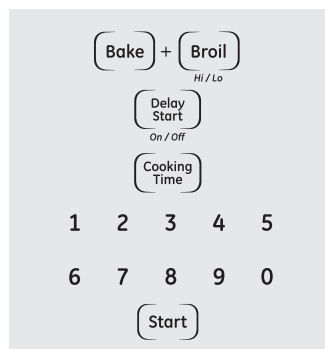 Bake + Broil
Hi / Lo
Delay
Start
On / Off
Cooking
Time
1 2 3 4 5
6 7 8 9 0
Start